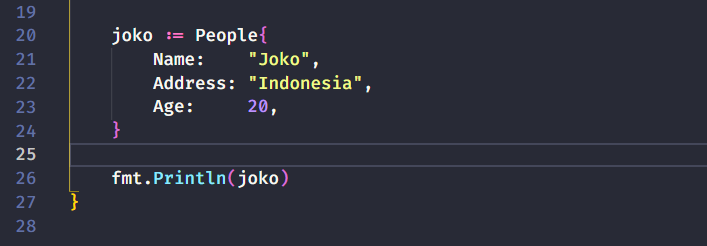 19
20 joko := People{
21 Name: "Joko",
22 Address: "Indonesia",
23 Age: 20,
24 }
25
26 fmt.Println(joko)
27 }
28